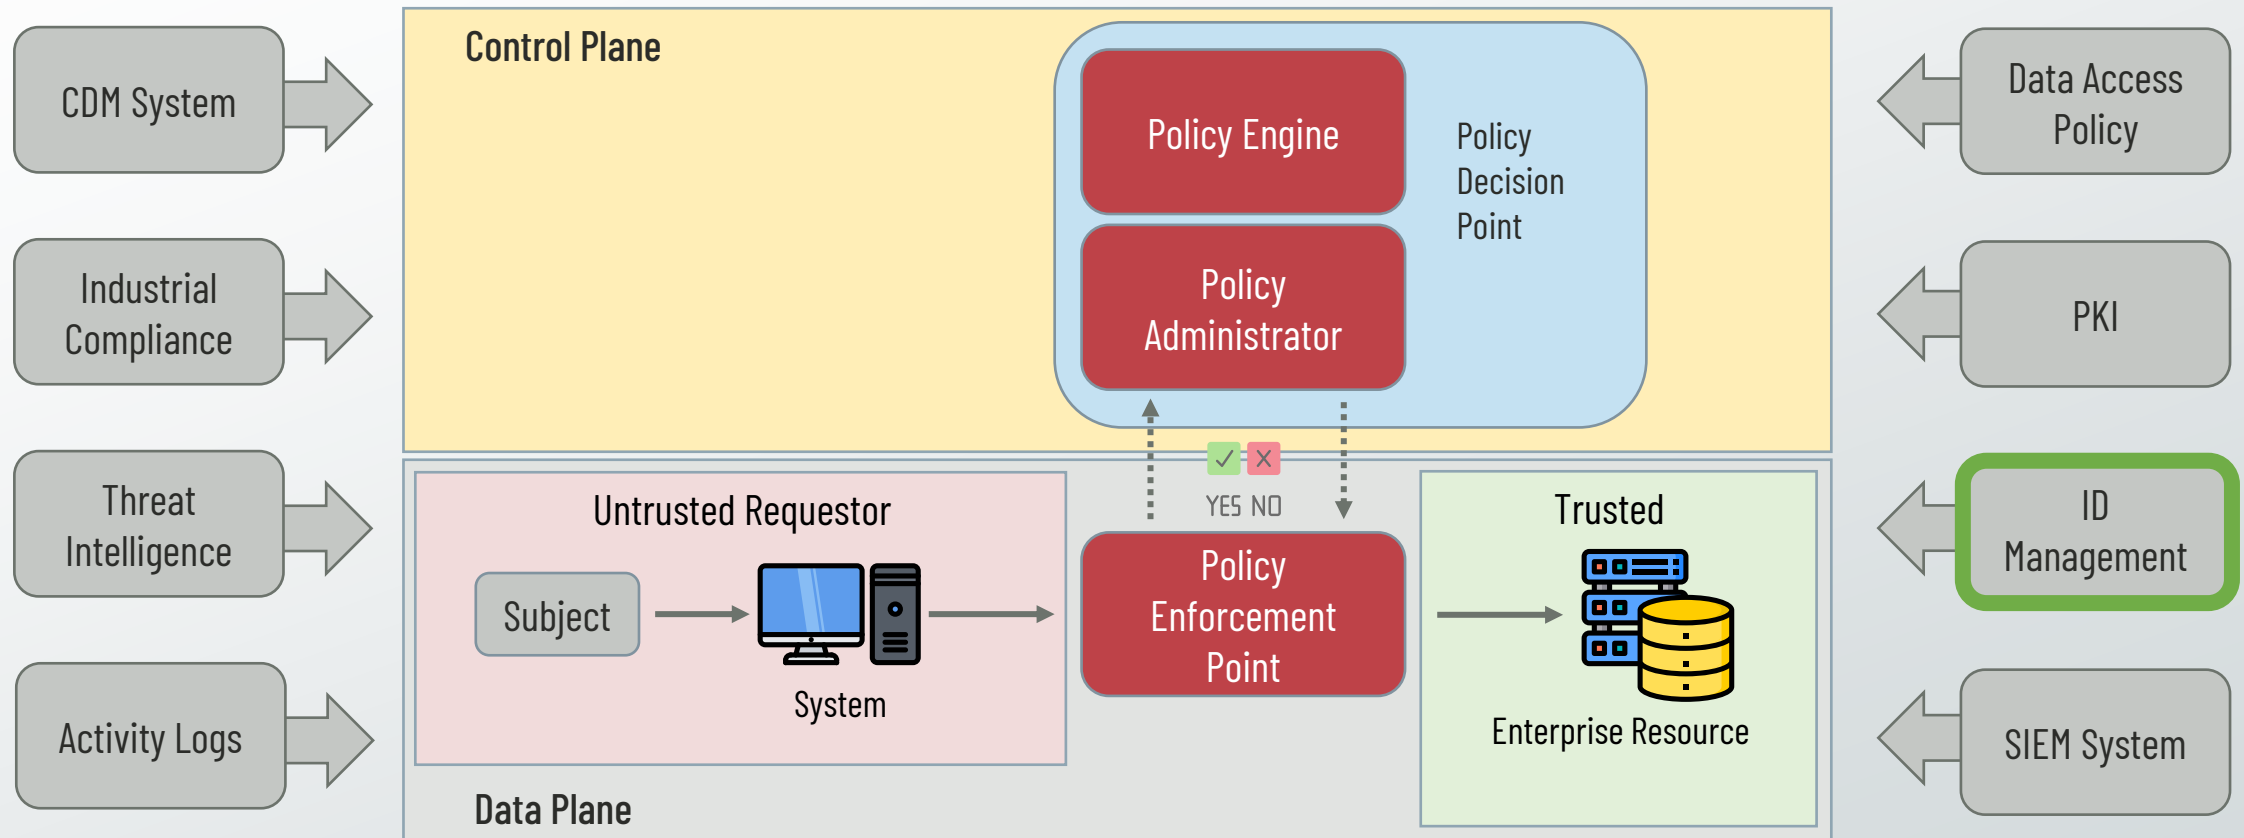 CDM System
Industrial
Compliance
Threat
Intelligence
Activity Logs
Control Plane
Policy Engine
Policy
Administrator
Policy
Decision
Point
YES NO
Untrusted Requestor
Subject
System
Policy
Enforcement
Point
Trusted
Enterprise Resource
Data Plane
Data Access
Policy
PKI
ID
Management
SIEM System